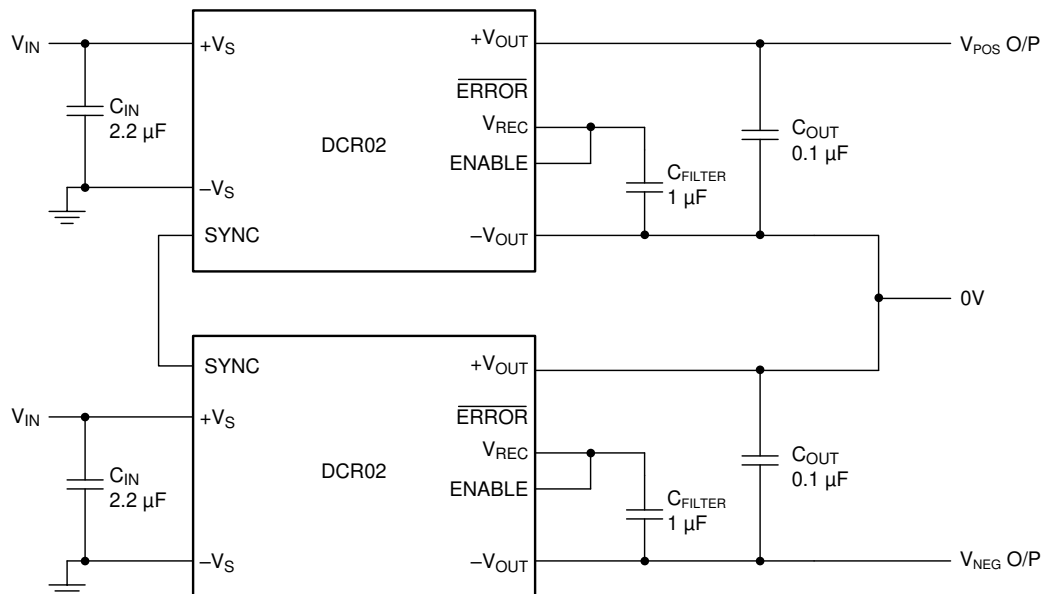 V_IN
+V_S
+V_OUT
V_POS O/P
C_IN
2.2 µF
ERROR
DCR02
V_REC
ENABLE
C_FILTER
1 µF
C_OUT
0.1 µF
–V_S
SYNC
–V_OUT
0V
SYNC
+V_OUT
V_IN
+V_S
ERROR
C_IN
2.2 µF
DCR02
V_REC
ENABLE
C_FILTER
1 µF
C_OUT
0.1 µF
–V_S
–V_OUT
V_NEG O/P